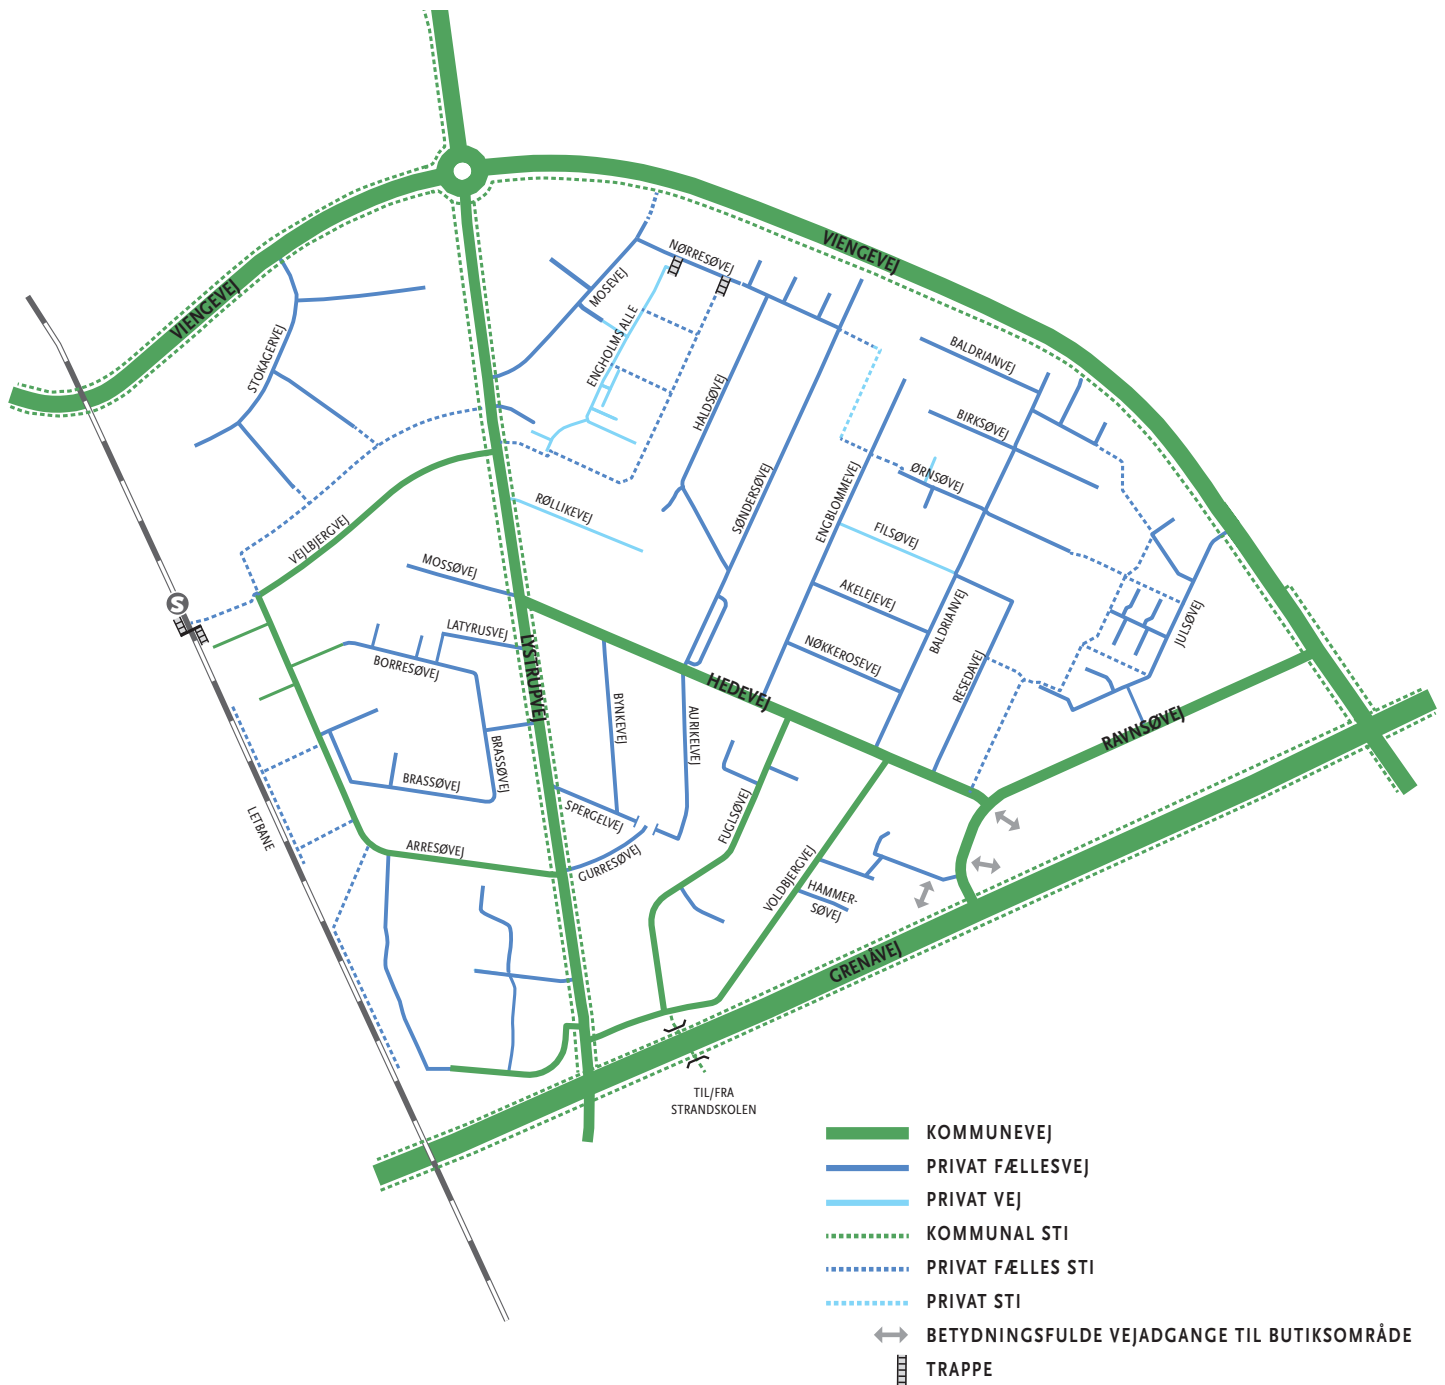 VIENGEVEJ
NØRRESØVEJ
MOSEVEJ
VIENGEVEJ
ENGHOLMS ALLE
STOKAGERVEJ
BALDRIANVEJ
HALDSØVEJ
BIRKSØVEJ
ØRNSØVEJ
SØNDERSØVEJ
ENGBLOMMEVEJ
RØLLIKEVEJ
FILSØVEJ
VEJLBJERGVEJ
MOSSØVEJ
AKELEJEVEJ
S
BALDRIANVEJ
JULSØVEJ
LATYRUSVEJ
NØKKEROSEVEJ
BORRESØVEJ
LYSTRUPVEJ
RESEDAVEJ
HEDEVEJ
BYNKEVEJ
AURIKELVEJ
RAVNSØVEJ
BRASSØVEJ
BRASSØVEJ
SPERGELVEJ
FUGLSØVEJ
LETBANE
ARRESØVEJ
GURRESØVEJ
VOLDBJERGVEJ
HAMMER-
SØVEJ
GRENÅVEJ
TIL/FRA
STRANDSKOLEN
KOMMUNEVEJ
PRIVAT FÆLLESVEJ
PRIVAT VEJ
KOMMUNAL STI
PRIVAT FÆLLES STI
PRIVAT STI
BETYDNINGSFULDE VEJADGANGE TIL BUTIKSOMRÅDE
TRAPPE